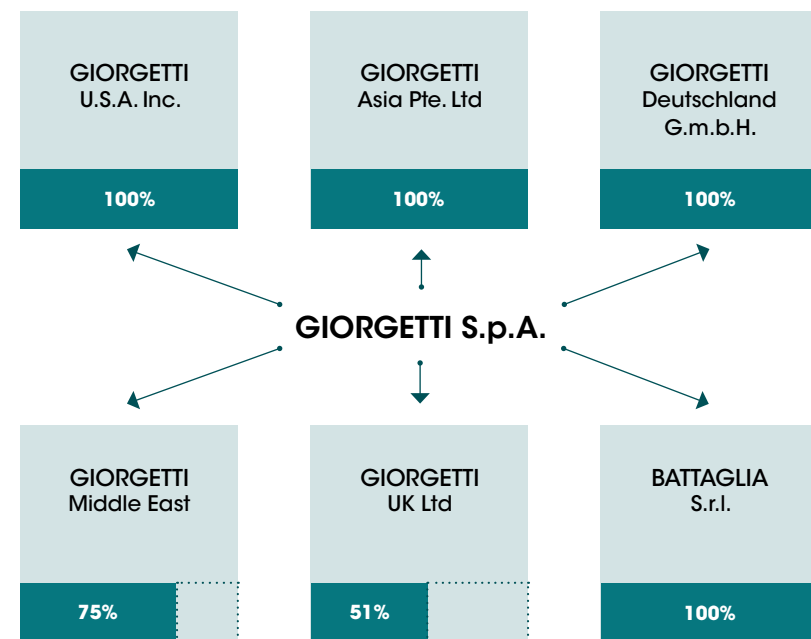 GIORGETTI
U.S.A. Inc.
100%
GIORGETTI
Asia Pte. Ltd
100%
GIORGETTI
Deutschland
G.m.b.H.
100%
GIORGETTI S.p.A.
GIORGETTI
Middle East
75%
GIORGETTI
UK Ltd
51%
BATTAGLIA
S.r.l.
100%